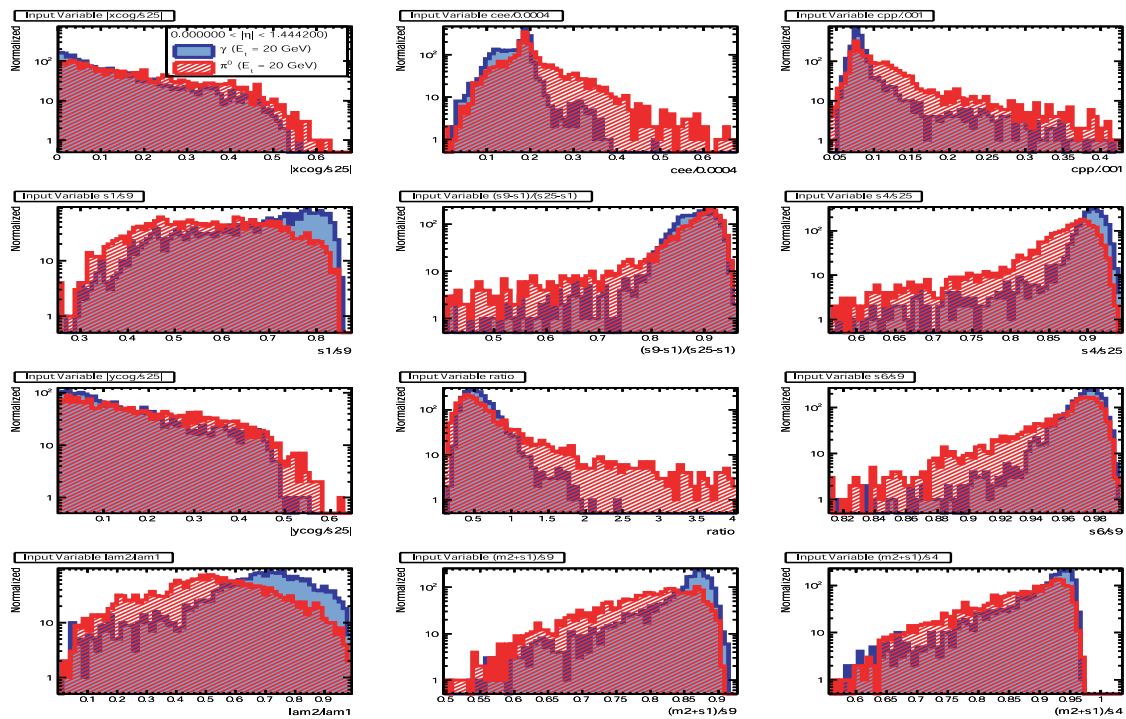 Input Variable |xcog/s25|
Normalized
0.000000 < |η| < 1.444200)
γ (E_t = 20 GeV)
π⁰ (E_t = 20 GeV)
10²
10
1
0 0.1 0.2 0.3 0.4 0.5 0.6
|xcog/s25|
Input Variable cee/0.0004
Normalized
10²
10
1
0.1 0.2 0.3 0.4 0.5 0.6
cee/0.0004
Input Variable cpp/.001
Normalized
10²
10
1
0.05 0.1 0.15 0.2 0.25 0.3 0.35 0.4
cpp/.001
Input Variable s1/s9
Normalized
10
1
0.3 0.4 0.5 0.6 0.7 0.8
s1/s9
Input Variable (s9-s1)/(s25-s1)
Normalized
10²
10
1
0.5 0.6 0.7 0.8 0.9
(s9-s1)/(s25-s1)
Input Variable s4/s25
Normalized
10²
10
1
0.6 0.65 0.7 0.75 0.8 0.85 0.9
s4/s25
Input Variable |ycog/s25|
Normalized
10²
10
1
0.1 0.2 0.3 0.4 0.5 0.6
|ycog/s25|
Input Variable ratio
Normalized
10²
10
1
0.5 1 1.5 2 2.5 3 3.5 4
ratio
Input Variable s6/s9
Normalized
10²
10
1
0.82 0.84 0.86 0.88 0.9 0.92 0.94 0.96 0.98
s6/s9
Input Variable lam2/lam1
Normalized
10
1
0.1 0.2 0.3 0.4 0.5 0.6 0.7 0.8 0.9
lam2/lam1
Input Variable (m2+s1)/s9
Normalized
10²
10
1
0.5 0.55 0.6 0.65 0.7 0.75 0.8 0.85 0.9
(m2+s1)/s9
Input Variable (m2+s1)/s4
Normalized
10²
10
1
0.6 0.65 0.7 0.75 0.8 0.85 0.9 0.95 1
(m2+s1)/s4